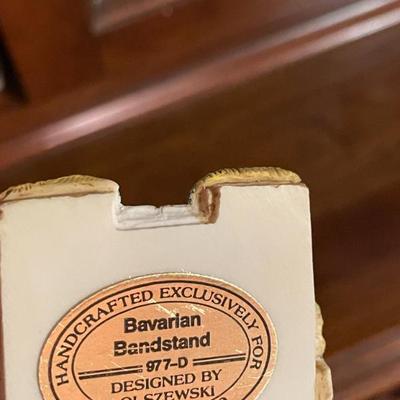 HANDCRAFTED EXCLUSIVELY FOR
Bavarian
Bandstand
977-D
DESIGNED BY
OLSZEWSKI